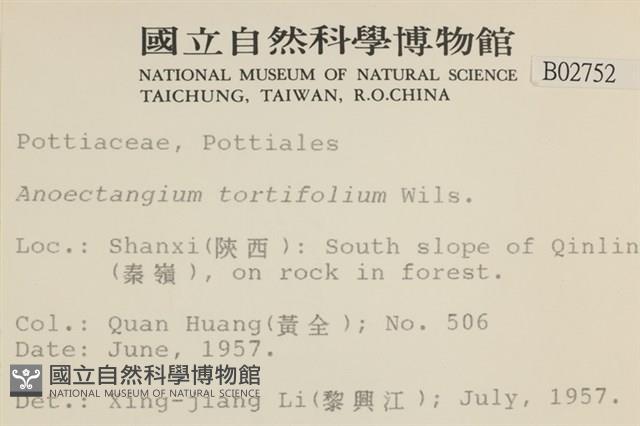 國立自然科學博物館
NATIONAL MUSEUM OF NATURAL SCIENCE
TAICHUNG, TAIWAN, R.O.CHINA
B02752
Pottiaceae, Pottiales
Anoectangium tortifolium Wils.
Loc.: Shanxi(陝西): South slope of Qinlin
(秦嶺), on rock in forest.
Col.: Quan Huang(黃全); No. 506
Date: June, 1957.
國立自然科學博物館
NATIONAL MUSEUM OF NATURAL SCIENCE
Det.: Xing-jiang Li(黎興江); July, 1957.